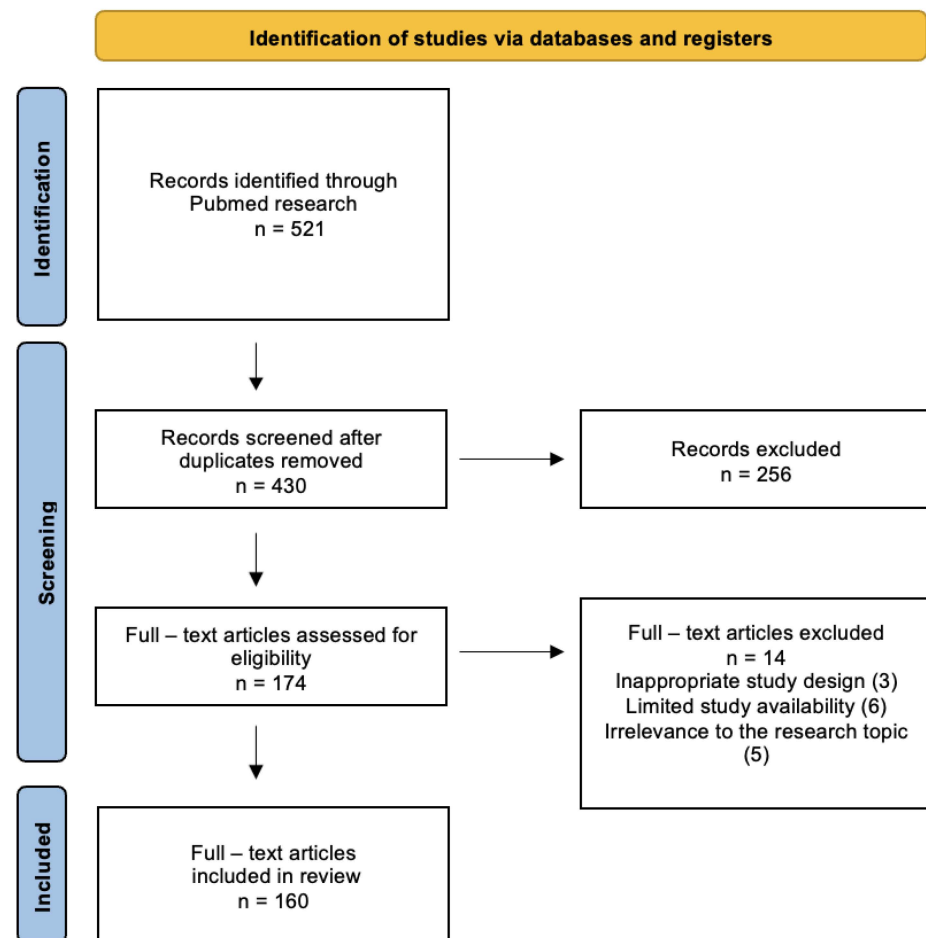 Identification of studies via databases and registers
Identification
Records identified through
Pubmed research
n = 521
Screening
Records screened after
duplicates removed
n = 430
Records excluded
n = 256
Full – text articles assessed for
eligibility
n = 174
Full – text articles excluded
n = 14
Inappropriate study design (3)
Limited study availability (6)
Irrelevance to the research topic
(5)
Included
Full – text articles
included in review
n = 160